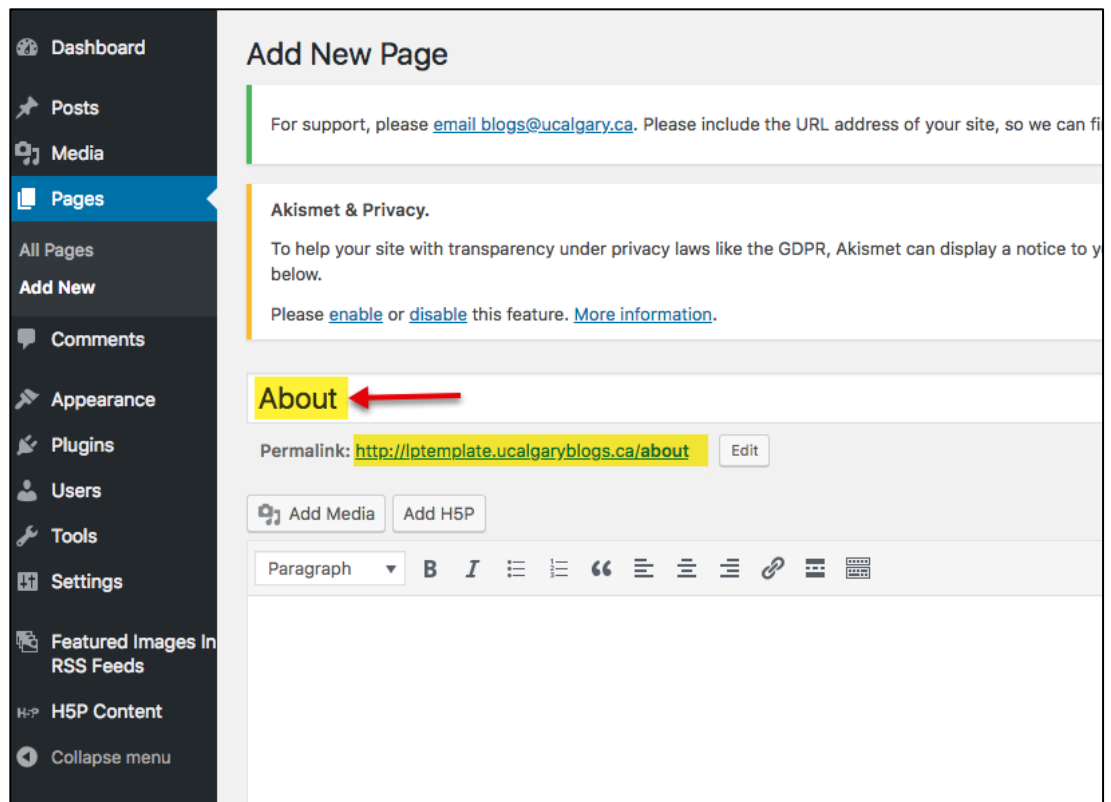 Dashboard
Posts
Media
Pages
All Pages
Add New
Comments
Appearance
Plugins
Users
Tools
Settings
Featured Images In
RSS Feeds
H5P Content
Collapse menu
Add New Page
For support, please email blogs@ucalgary.ca. Please include the URL address of your site, so we can fi
Akismet & Privacy.
To help your site with transparency under privacy laws like the GDPR, Akismet can display a notice to y
below.
Please enable or disable this feature. More information.
About
Permalink: http://lptemplate.ucalgaryblogs.ca/about Edit
Add Media Add H5P
Paragraph B I